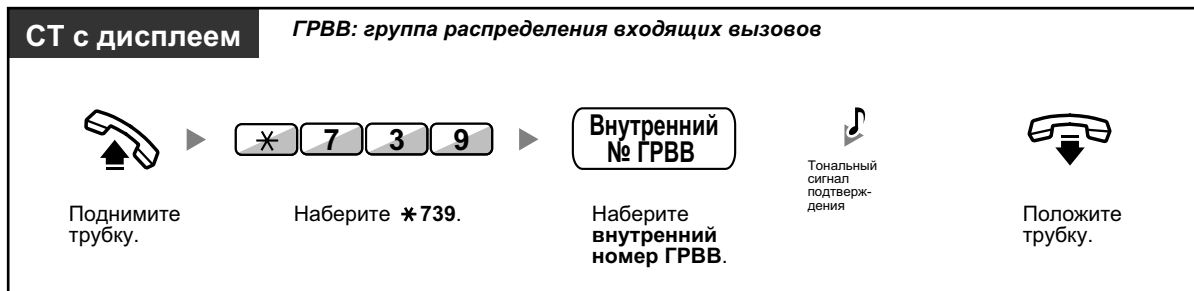 СТ с дисплеем
ГРВВ: группа распределения входящих вызовов
✳ 7 3 9
Внутренний
№ ГРВВ
Тональный
сигнал
подтверж-
дения
Поднимите
трубку.
Наберите ✳739.
Наберите
внутренний
номер ГРВВ.
Положите
трубку.